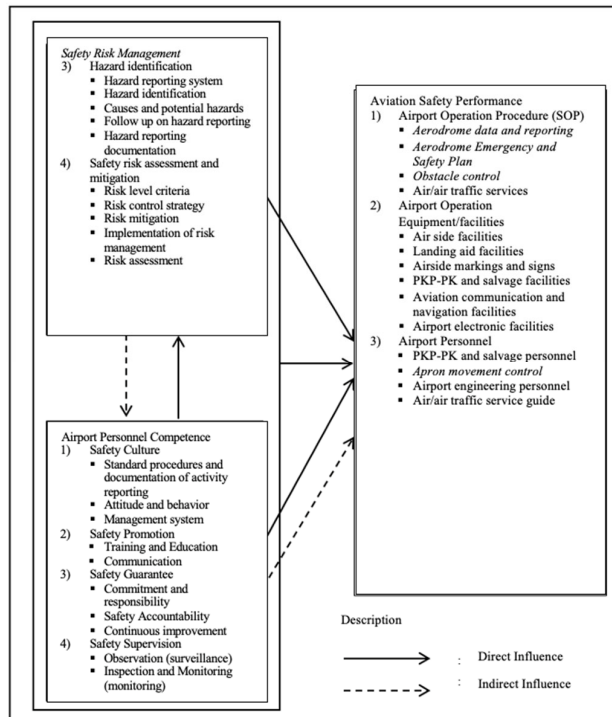 Safety Risk Management
3) Hazard identification
▪ Hazard reporting system
▪ Hazard identification
▪ Causes and potential hazards
▪ Follow up on hazard reporting
▪ Hazard reporting
documentation
4) Safety risk assessment and
mitigation
▪ Risk level criteria
▪ Risk control strategy
▪ Risk mitigation
▪ Implementation of risk
management
▪ Risk assessment
Airport Personnel Competence
1) Safety Culture
▪ Standard procedures and
documentation of activity
reporting
▪ Attitude and behavior
▪ Management system
2) Safety Promotion
▪ Training and Education
▪ Communication
3) Safety Guarantee
▪ Commitment and
responsibility
▪ Safety Accountability
▪ Continuous improvement
4) Safety Supervision
▪ Observation (surveillance)
▪ Inspection and Monitoring
(monitoring)
Aviation Safety Performance
1) Airport Operation Procedure (SOP)
▪ Aerodrome data and reporting
▪ Aerodrome Emergency and
Safety Plan
▪ Obstacle control
▪ Air/air traffic services
2) Airport Operation
Equipment/facilities
▪ Air side facilities
▪ Landing aid facilities
▪ Airside markings and signs
▪ PKP-PK and salvage facilities
▪ Aviation communication and
navigation facilities
▪ Airport electronic facilities
3) Airport Personnel
▪ PKP-PK and salvage personnel
▪ Apron movement control
▪ Airport engineering personnel
▪ Air/air traffic service guide
Description
: Direct Influence
: Indirect Influence